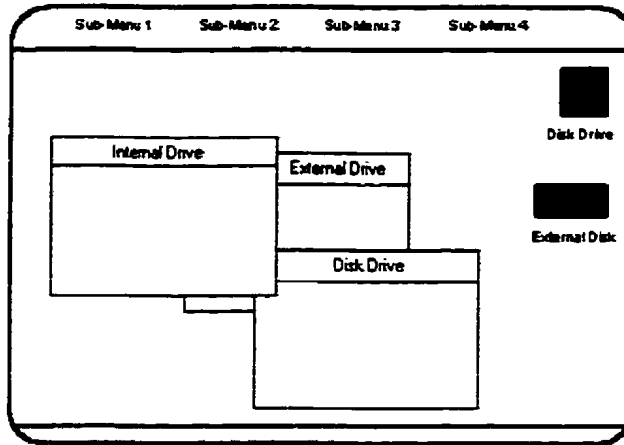 Sub-Menu 1 Sub-Menu 2 Sub-Menu 3 Sub-Menu 4
Disk Drive
Internal Drive
External Drive
External Disk
Disk Drive